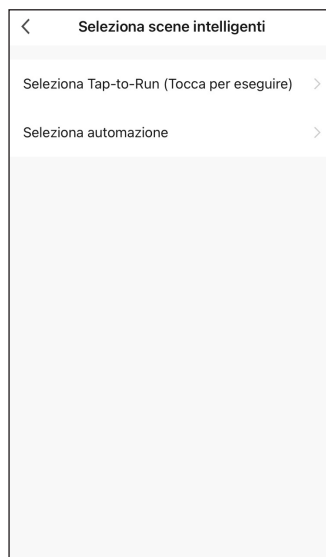 Seleziona scene intelligenti
Seleziona Tap-to-Run (Tocca per eseguire)
Seleziona automazione